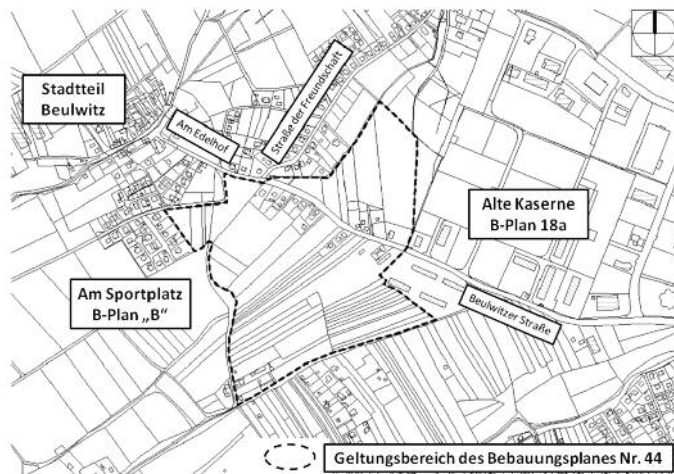 Stadtteil
Beulwitz
Am Edelhof
Straße der Freundschaft
Alte Kaserne
B-Plan 18a
Am Sportplatz
B-Plan „B“
Beulwitzer Straße
Geltungsbereich des Bebauungsplanes Nr. 44